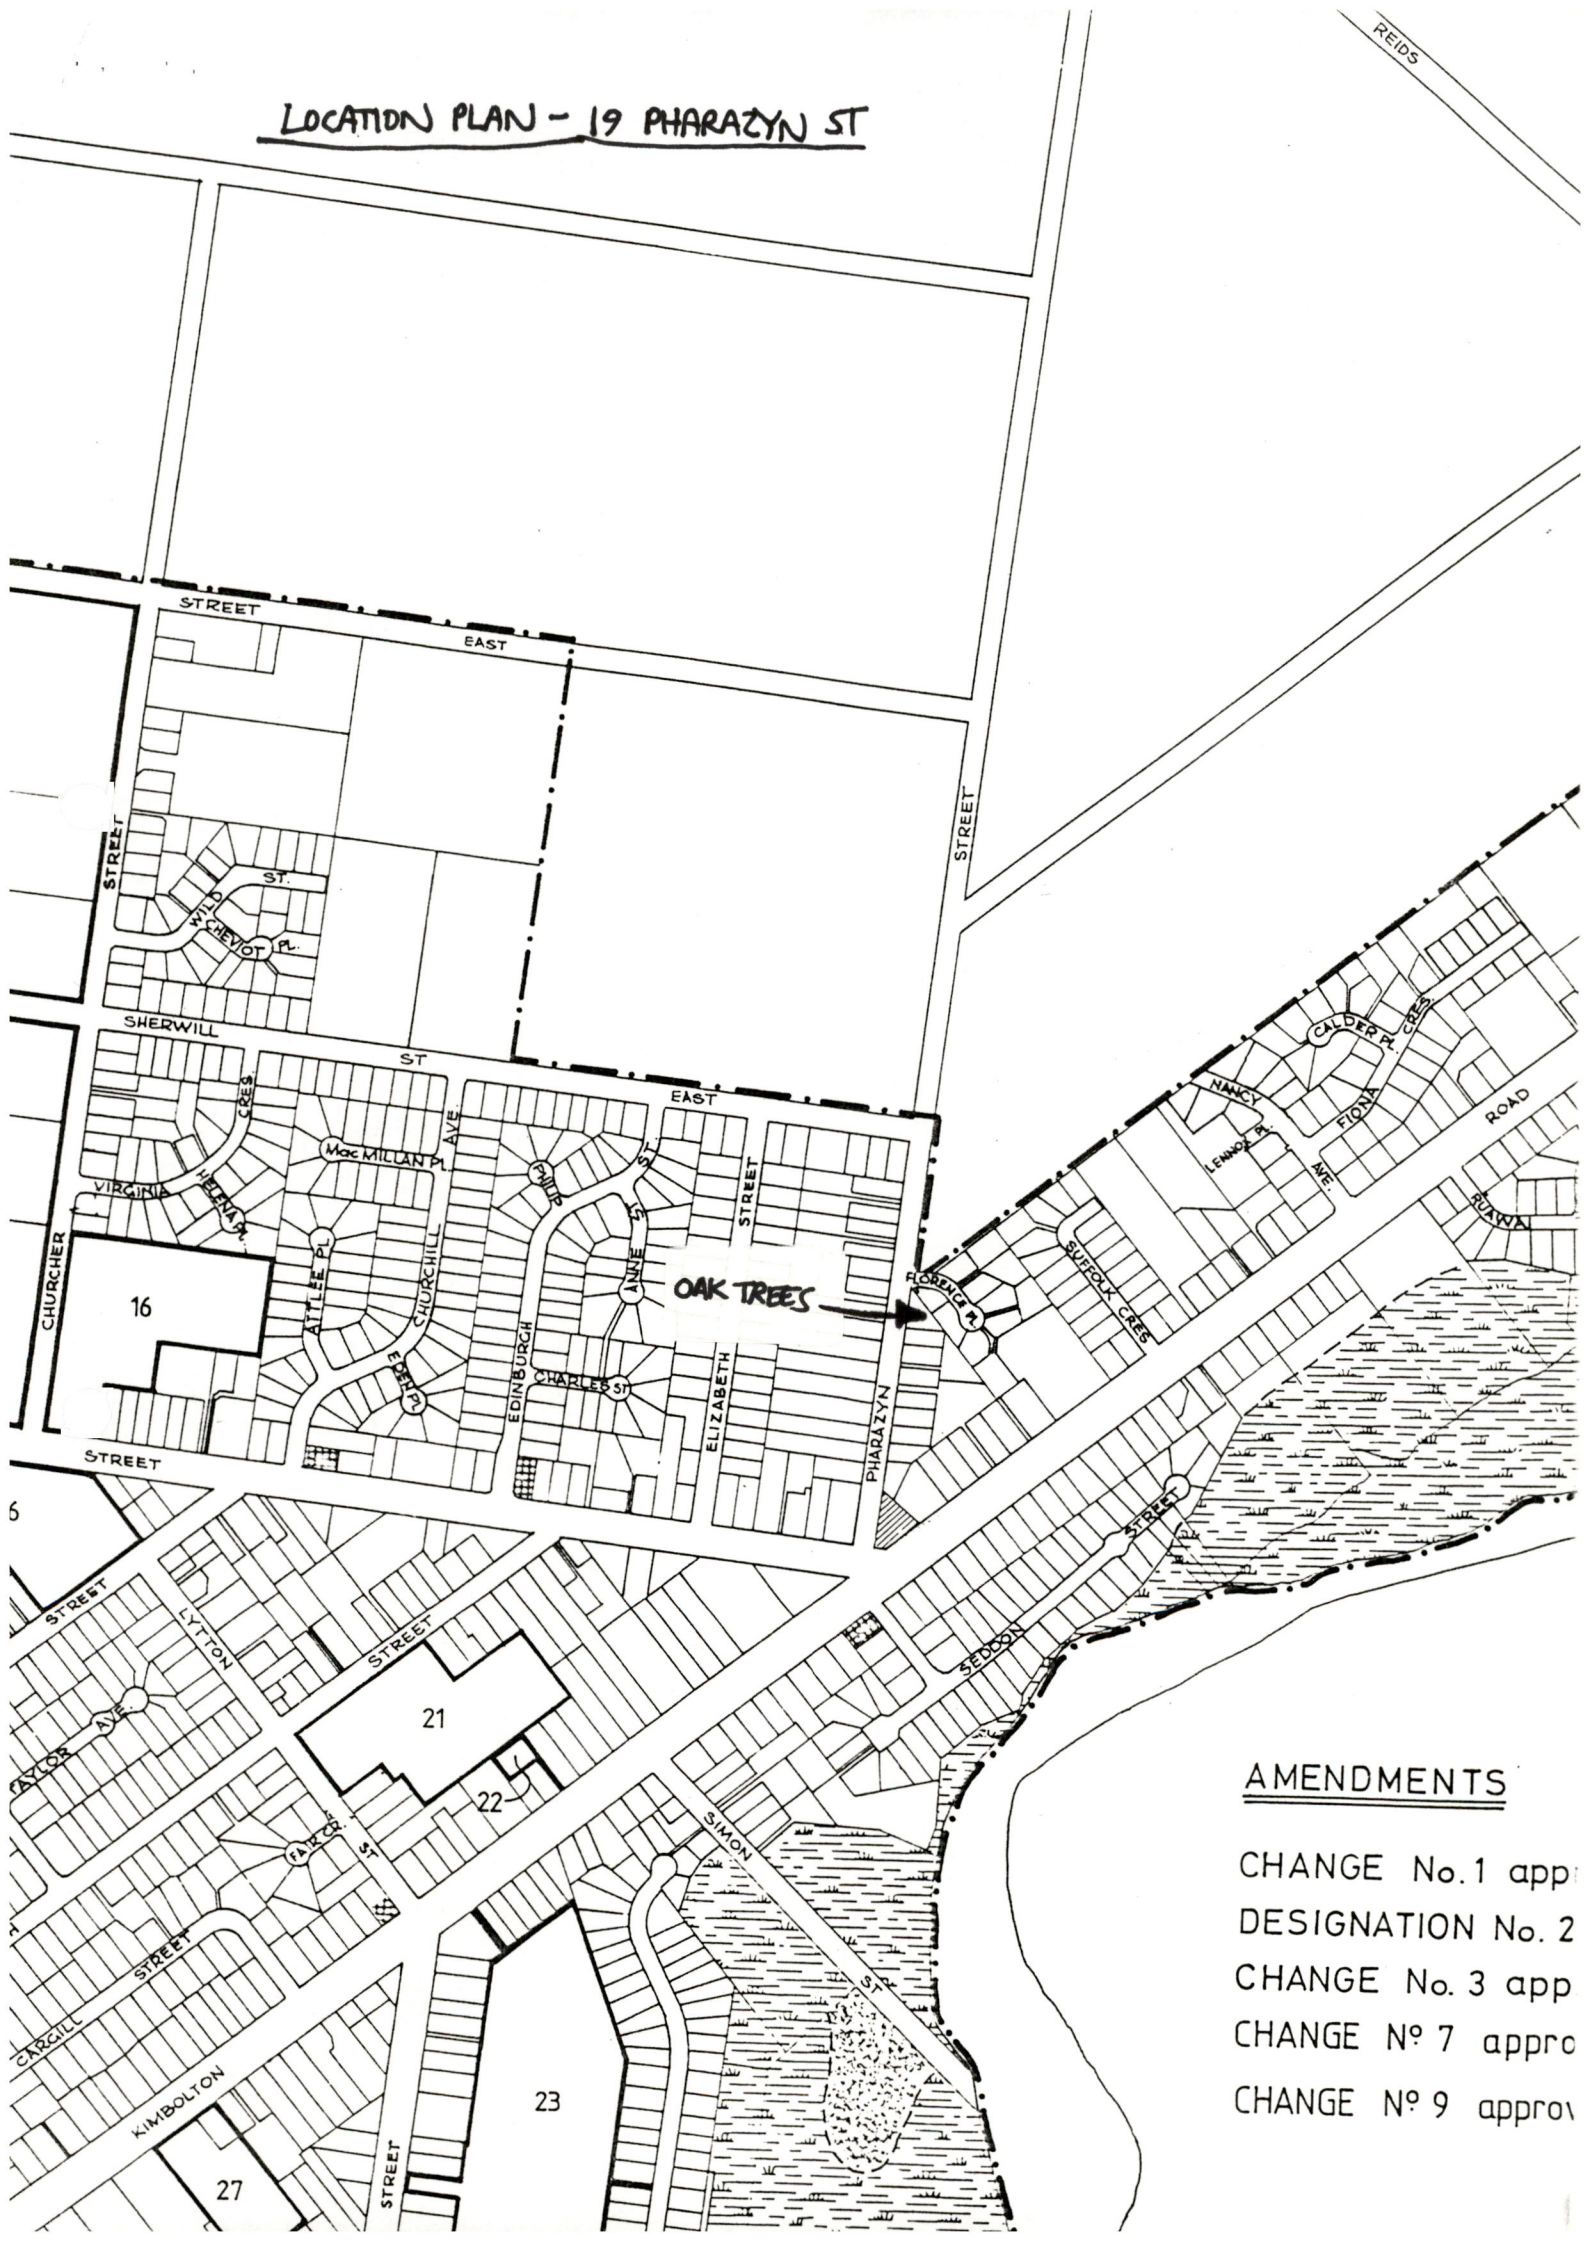 REIDS
LOCATION PLAN - 19 PHARAZYN ST
STREET
EAST
STREET
STREET
WILD ST.
CHEVIOT PL.
SHERWILL
ST
EAST
CALDER PL.
CRES.
NANCY
FIONA
ROAD
LENNOX PL.
AVE.
RUAWAI
CRES.
AVE.
MacMILLAN PL.
VIRGINIA
HELENA PL.
PHILIP
ST.
STREET
ANNE ST
CHURCHER
ATTLEE PL
CHURCHILL
16
OAK TREES
FLORENCE PL.
SUFFOLK CRES
EDINBURGH
EDEN PL
CHARLES ST
ELIZABETH
PHARAZYN
STREET
6
STREET
LYTTON
STREET
STREET
SEDDON
TAYLOR
AVE.
21
22
SIMON
ST
FAIR CR.
ST
STREET
CARGILL
KIMBOLTON
STREET
23
27
AMENDMENTS
CHANGE No. 1 app
DESIGNATION No. 2
CHANGE No. 3 app
CHANGE Nº 7 appro
CHANGE Nº 9 approv